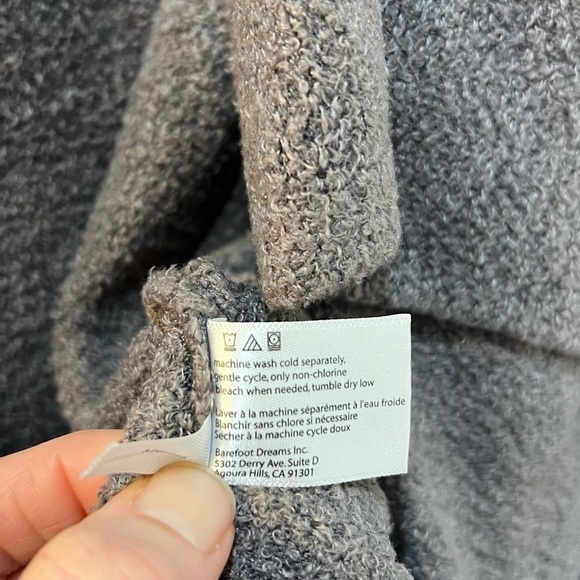 machine wash cold separately,
gentle cycle, only non-chlorine
bleach when needed, tumble dry low
Laver à la machine séparément à l'eau froide
Blanchir sans chlore si nécessaire
Sècher à la machine cycle doux
Barefoot Dreams Inc.
5302 Derry Ave. Suite D
Agoura Hills, CA 91301